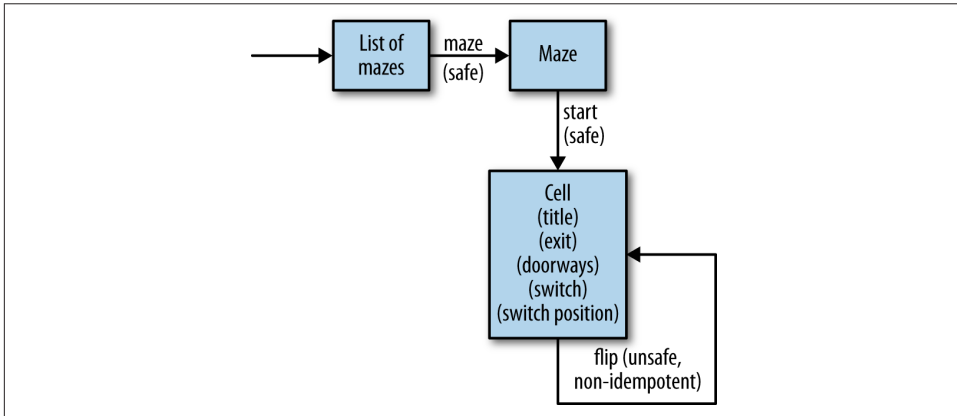 List of
mazes
maze
(safe)
Maze
start
(safe)
Cell
(title)
(exit)
(doorways)
(switch)
(switch position)
flip (unsafe,
non-idempotent)